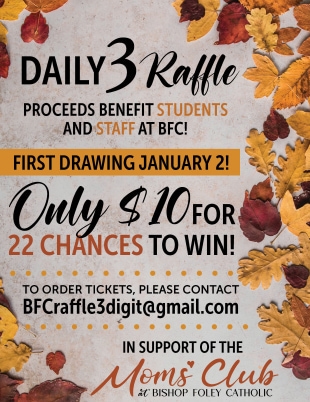 DAILY 3 Raffle
PROCEEDS BENEFIT STUDENTS
AND STAFF AT BFC!
FIRST DRAWING JANUARY 2!
Only $10 FOR
22 CHANCES TO WIN!
TO ORDER TICKETS, PLEASE CONTACT
BFCraffle3digit@gmail.com
IN SUPPORT OF THE
Moms' Club
at BISHOP FOLEY CATHOLIC